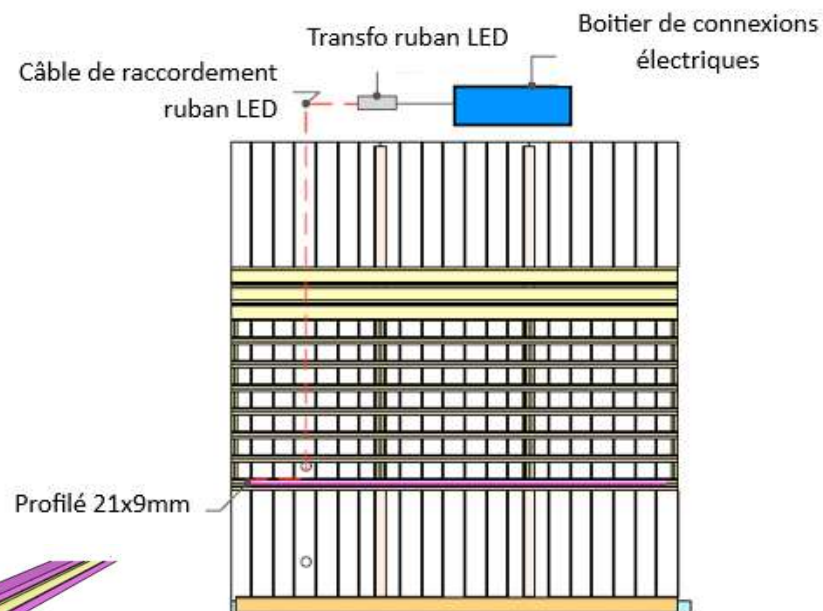 Boitier de connexions
électriques
Transfo ruban LED
Câble de raccordement
ruban LED
Profilé 21x9mm